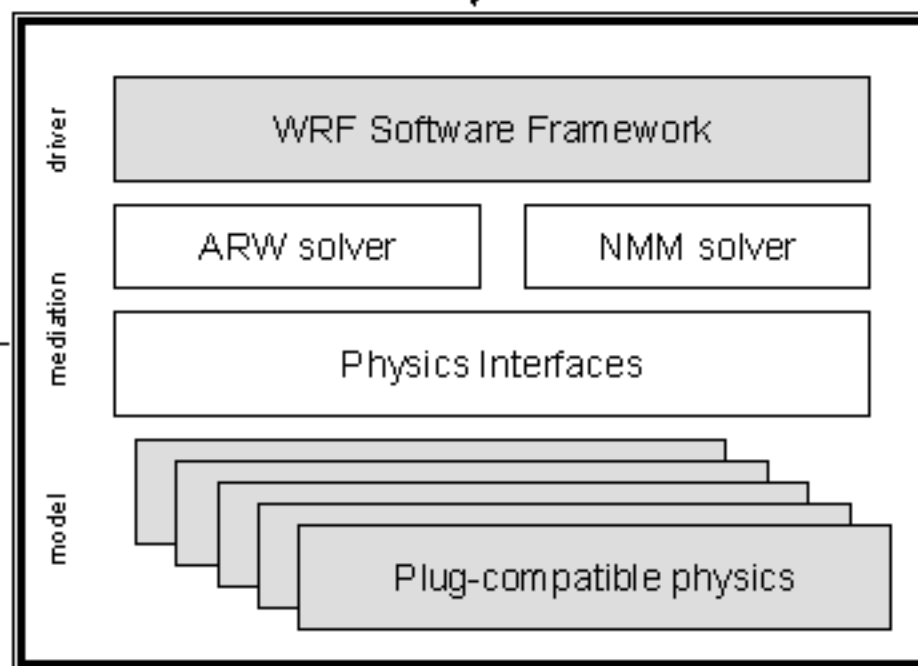 driver
WRF Software Framework
ARW solver
NMM solver
mediation
Physics Interfaces
model
Plug-compatible physics